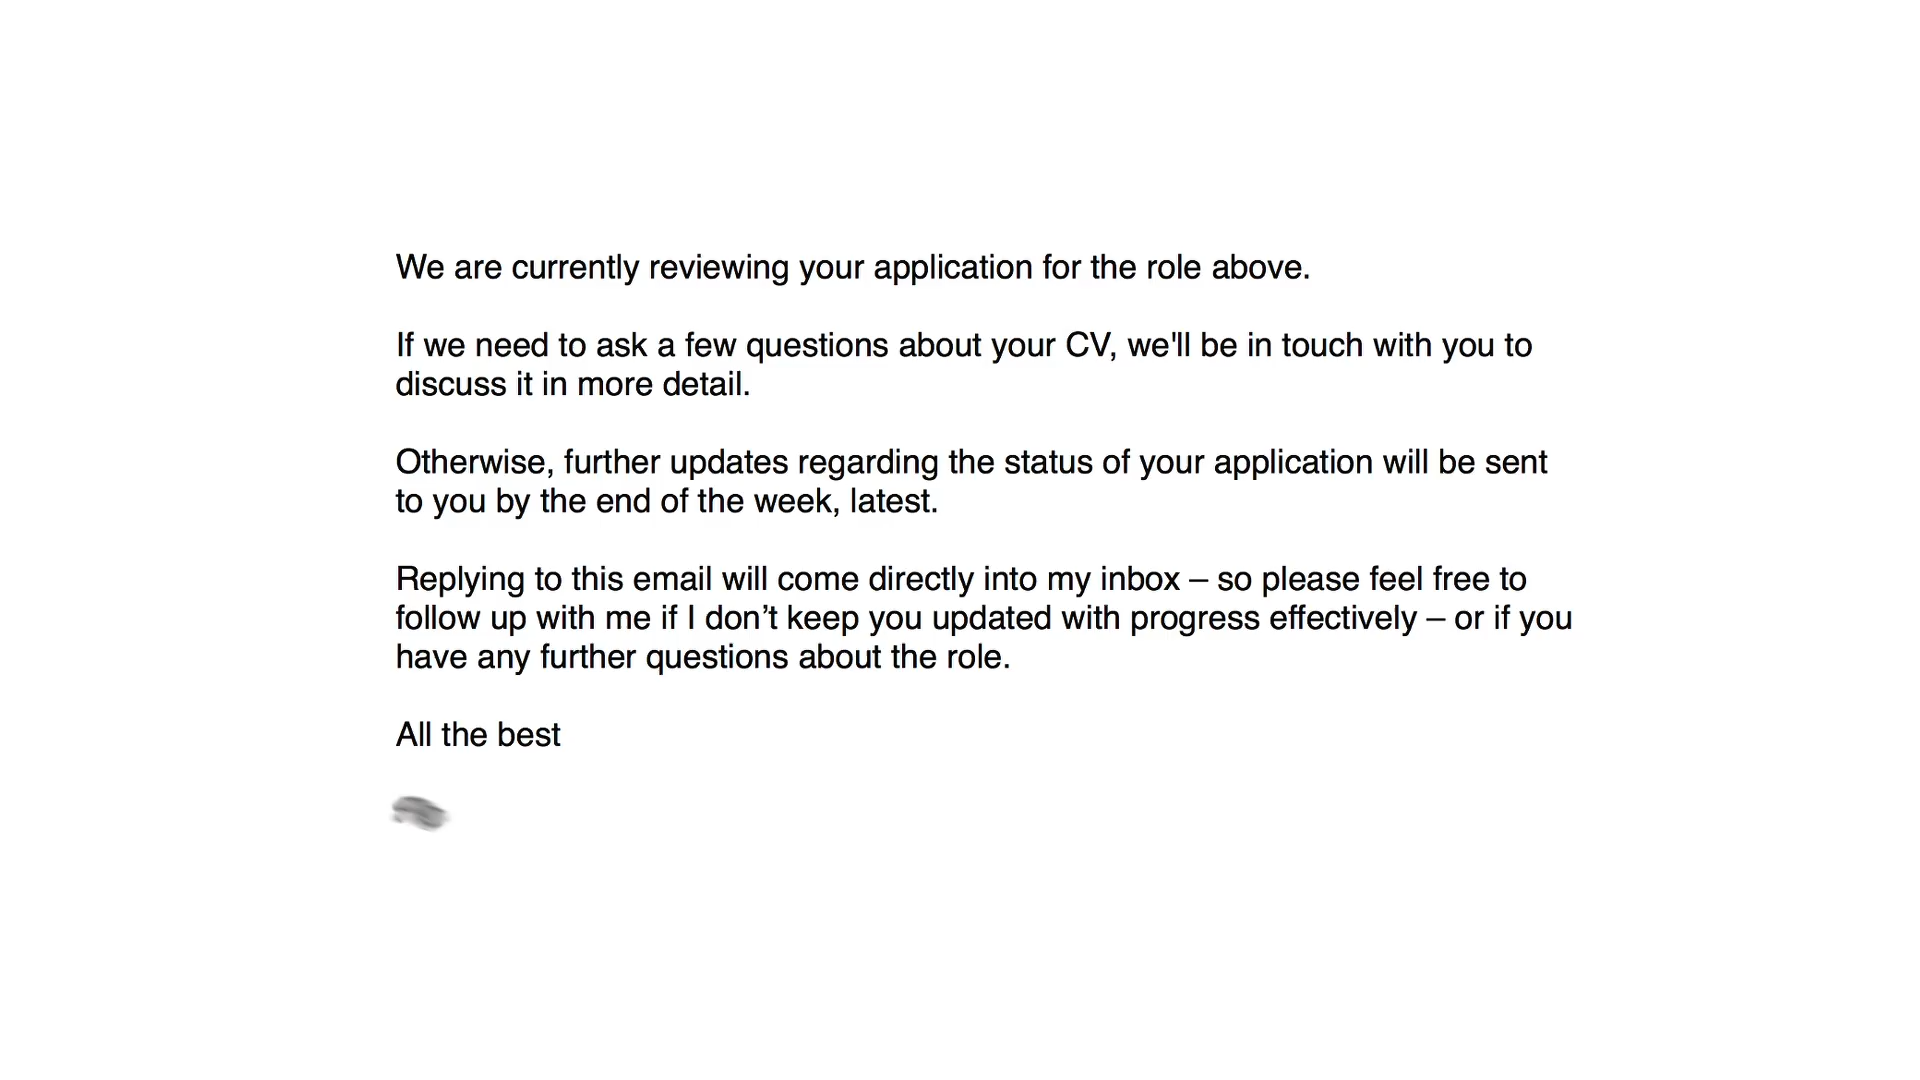 We are currently reviewing your application for the role above.
If we need to ask a few questions about your CV, we'll be in touch with you to
discuss it in more detail.
Otherwise, further updates regarding the status of your application will be sent
to you by the end of the week, latest.
Replying to this email will come directly into my inbox – so please feel free to
follow up with me if I don’t keep you updated with progress effectively – or if you
have any further questions about the role.
All the best